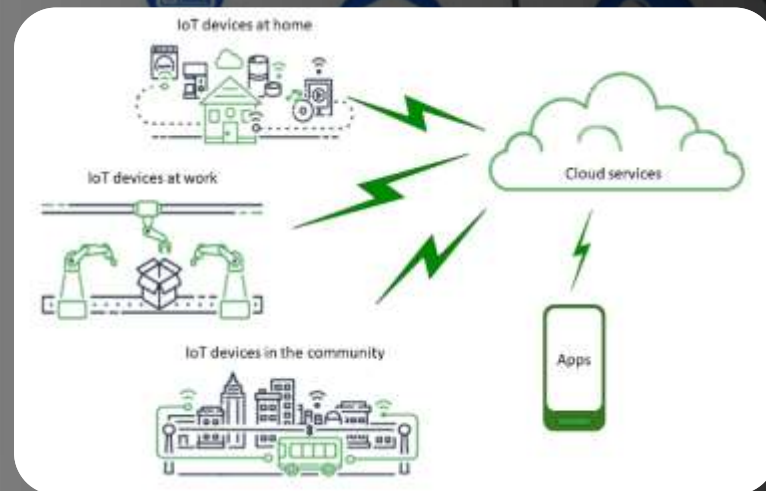 IoT devices at home
Cloud services
IoT devices at work
Apps
IoT devices in the community